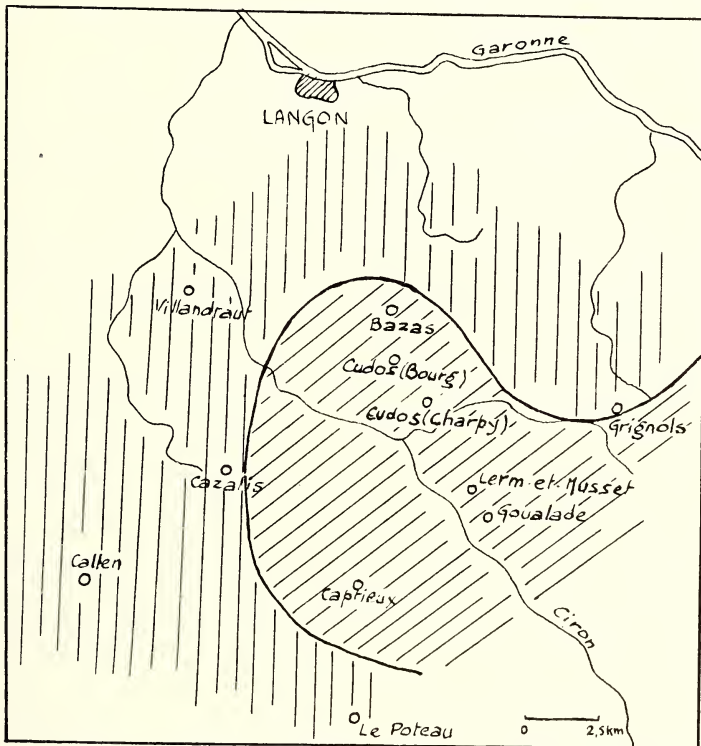 Garonne
LANGON
Villandraut
Bazas
Cudos (Bourg)
Cudos (Charpy)
Grignols
Cazalis
Lerm et Musset
Goualade
Callen
Captieux
Ciron
Le Poteau
0 2,5km